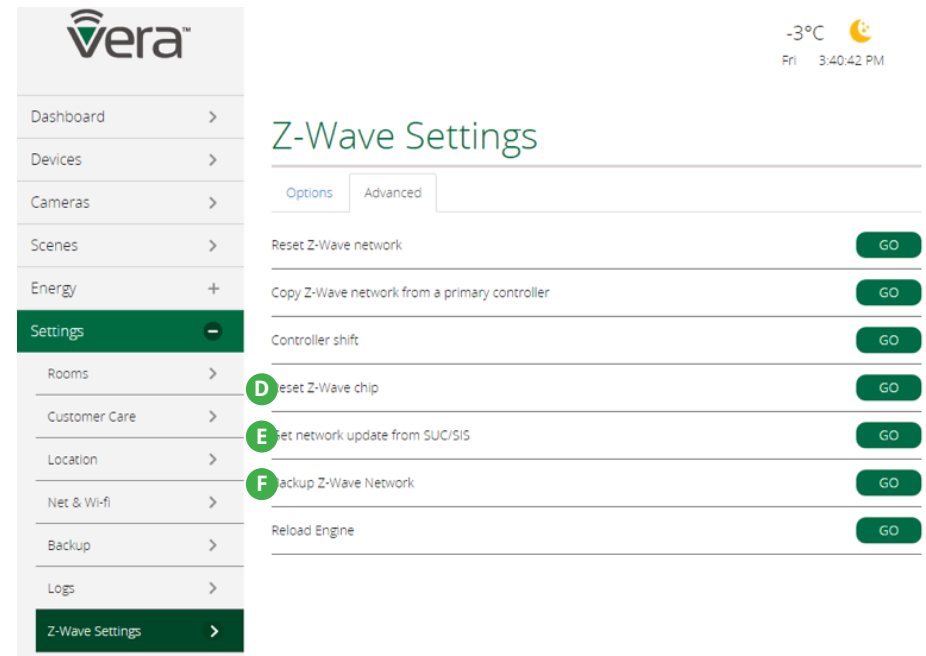 Vera™
-3°C
Fri 3:40:42 PM
Dashboard
Devices
Cameras
Scenes
Energy
Settings
Rooms
Customer Care
Location
Net & Wi-fi
Backup
Logs
Z-Wave Settings
Z-Wave Settings
Options Advanced
Reset Z-Wave network GO
Copy Z-Wave network from a primary controller GO
Controller shift GO
D eset Z-Wave chip GO
E et network update from SUC/SIS GO
F ackup Z-Wave Network GO
Reload Engine GO